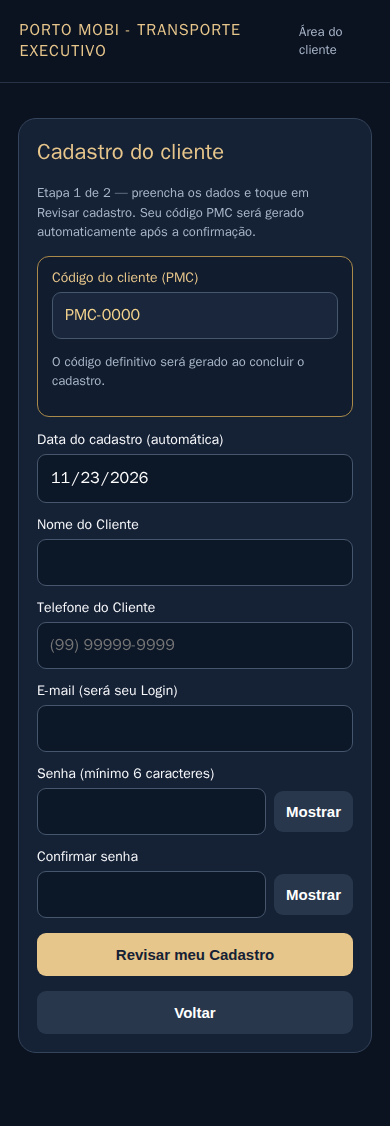 PORTO MOBI - TRANSPORTE
EXECUTIVO
Área do
cliente
Cadastro do cliente
Etapa 1 de 2 — preencha os dados e toque em
Revisar cadastro. Seu código PMC será gerado
automaticamente após a confirmação.
Código do cliente (PMC)
PMC-0000
O código definitivo será gerado ao concluir o
cadastro.
Data do cadastro (automática)
11/23/2026
Nome do Cliente
Telefone do Cliente
(99) 99999-9999
E-mail (será seu Login)
Senha (mínimo 6 caracteres)
Mostrar
Confirmar senha
Mostrar
Revisar meu Cadastro
Voltar